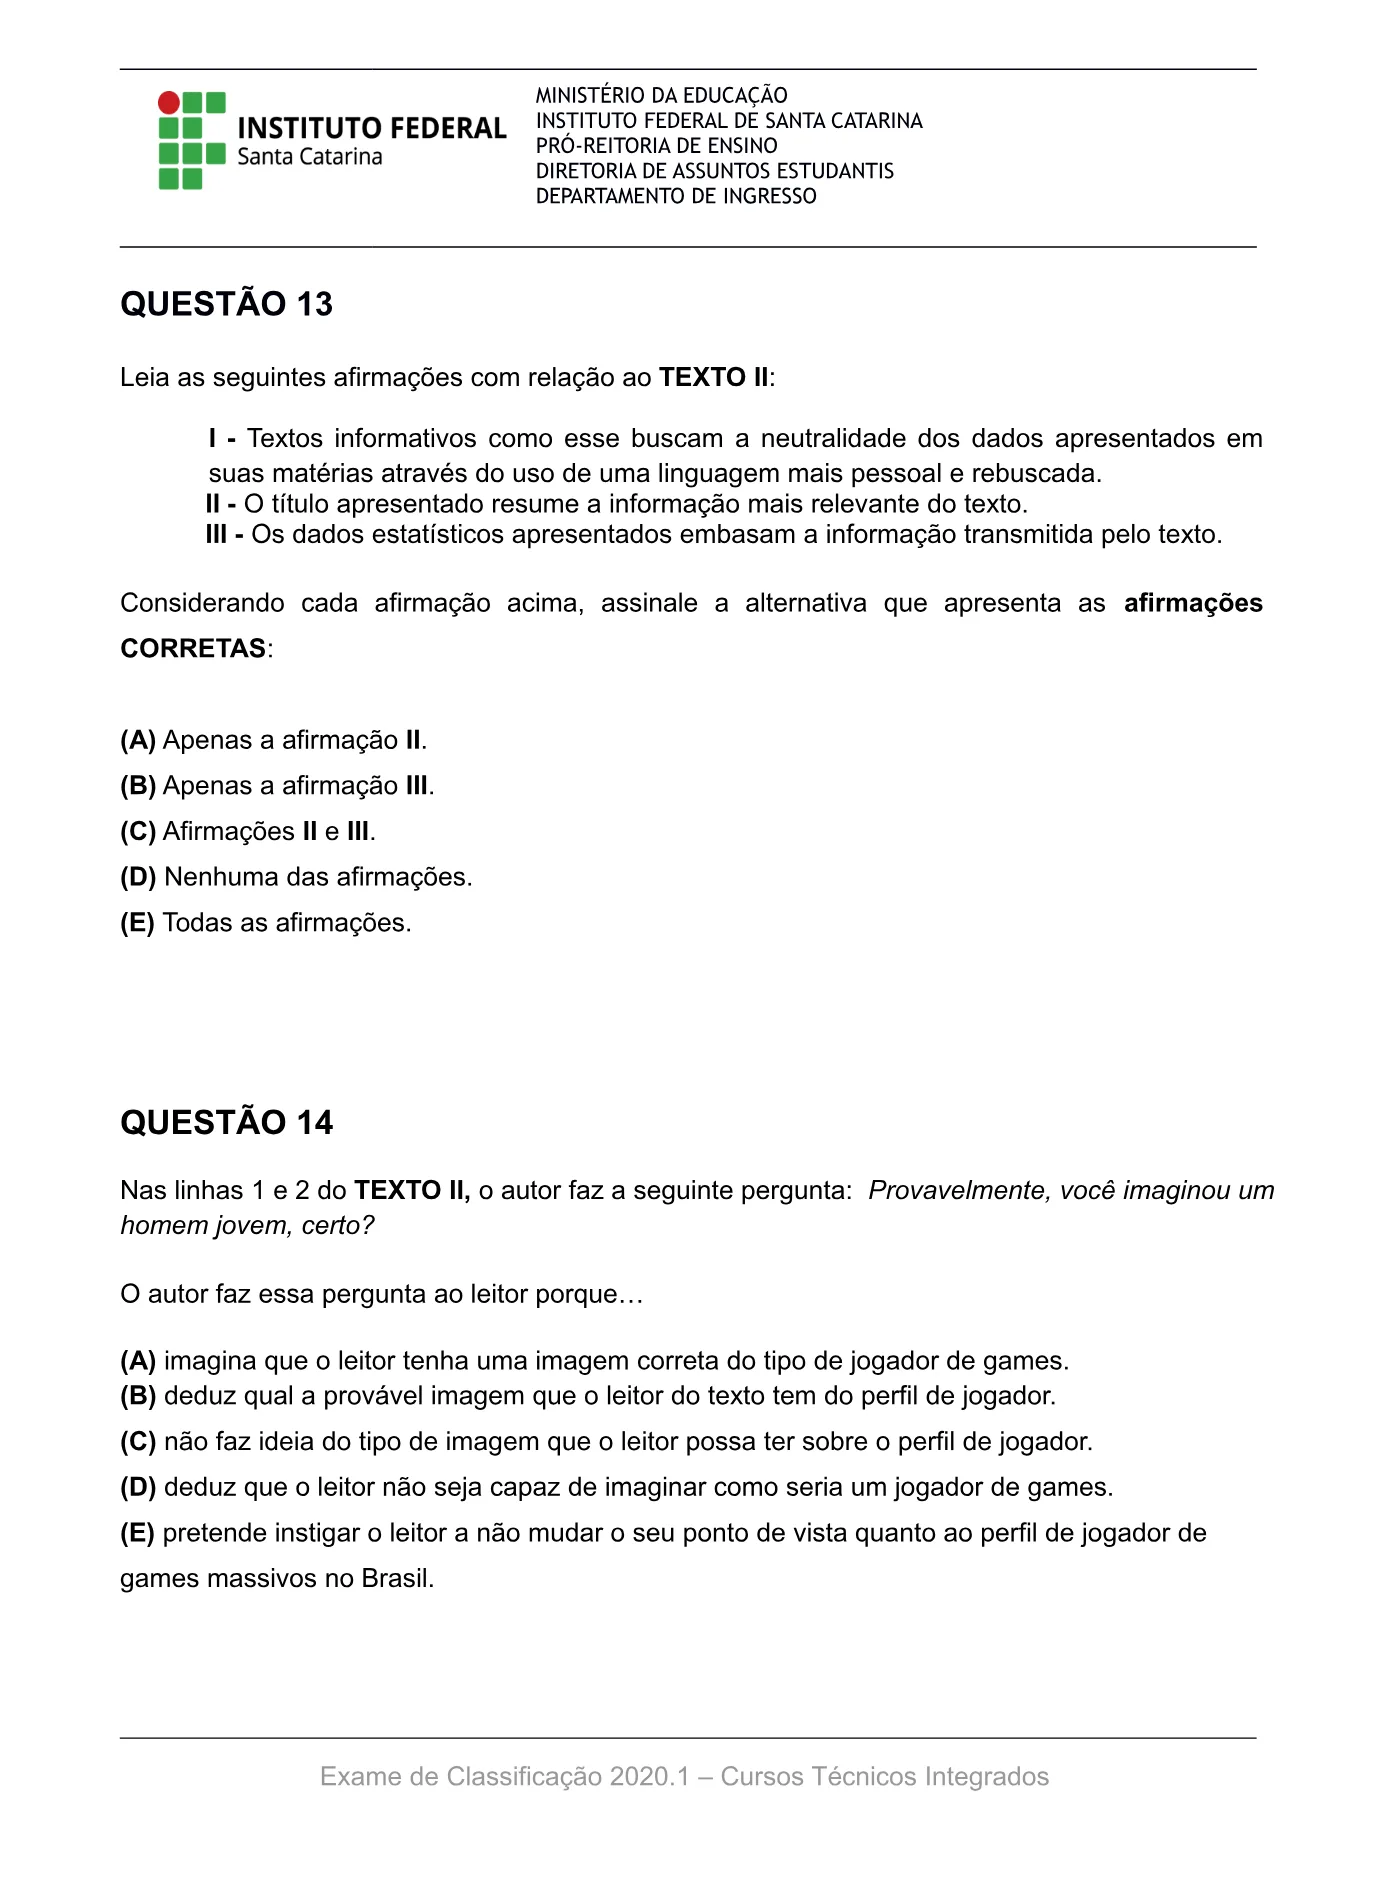 INSTITUTO FEDERAL
Santa Catarina
MINISTÉRIO DA EDUCAÇÃO
INSTITUTO FEDERAL DE SANTA CATARINA
PRÓ-REITORIA DE ENSINO
DIRETORIA DE ASSUNTOS ESTUDANTIS
DEPARTAMENTO DE INGRESSO
QUESTÃO 13
Leia as seguintes afirmações com relação ao TEXTO II:
I - Textos informativos como esse buscam a neutralidade dos dados apresentados em
suas matérias através do uso de uma linguagem mais pessoal e rebuscada.
II - O título apresentado resume a informação mais relevante do texto.
III - Os dados estatísticos apresentados embasam a informação transmitida pelo texto.
Considerando cada afirmação acima, assinale a alternativa que apresenta as afirmações
CORRETAS:
(A) Apenas a afirmação II.
(B) Apenas a afirmação III.
(C) Afirmações II e III.
(D) Nenhuma das afirmações.
(E) Todas as afirmações.
QUESTÃO 14
Nas linhas 1 e 2 do TEXTO II, o autor faz a seguinte pergunta: Provavelmente, você imaginou um
homem jovem, certo?
O autor faz essa pergunta ao leitor porque…
(A) imagina que o leitor tenha uma imagem correta do tipo de jogador de games.
(B) deduz qual a provável imagem que o leitor do texto tem do perfil de jogador.
(C) não faz ideia do tipo de imagem que o leitor possa ter sobre o perfil de jogador.
(D) deduz que o leitor não seja capaz de imaginar como seria um jogador de games.
(E) pretende instigar o leitor a não mudar o seu ponto de vista quanto ao perfil de jogador de
games massivos no Brasil.
Exame de Classificação 2020.1 – Cursos Técnicos Integrados